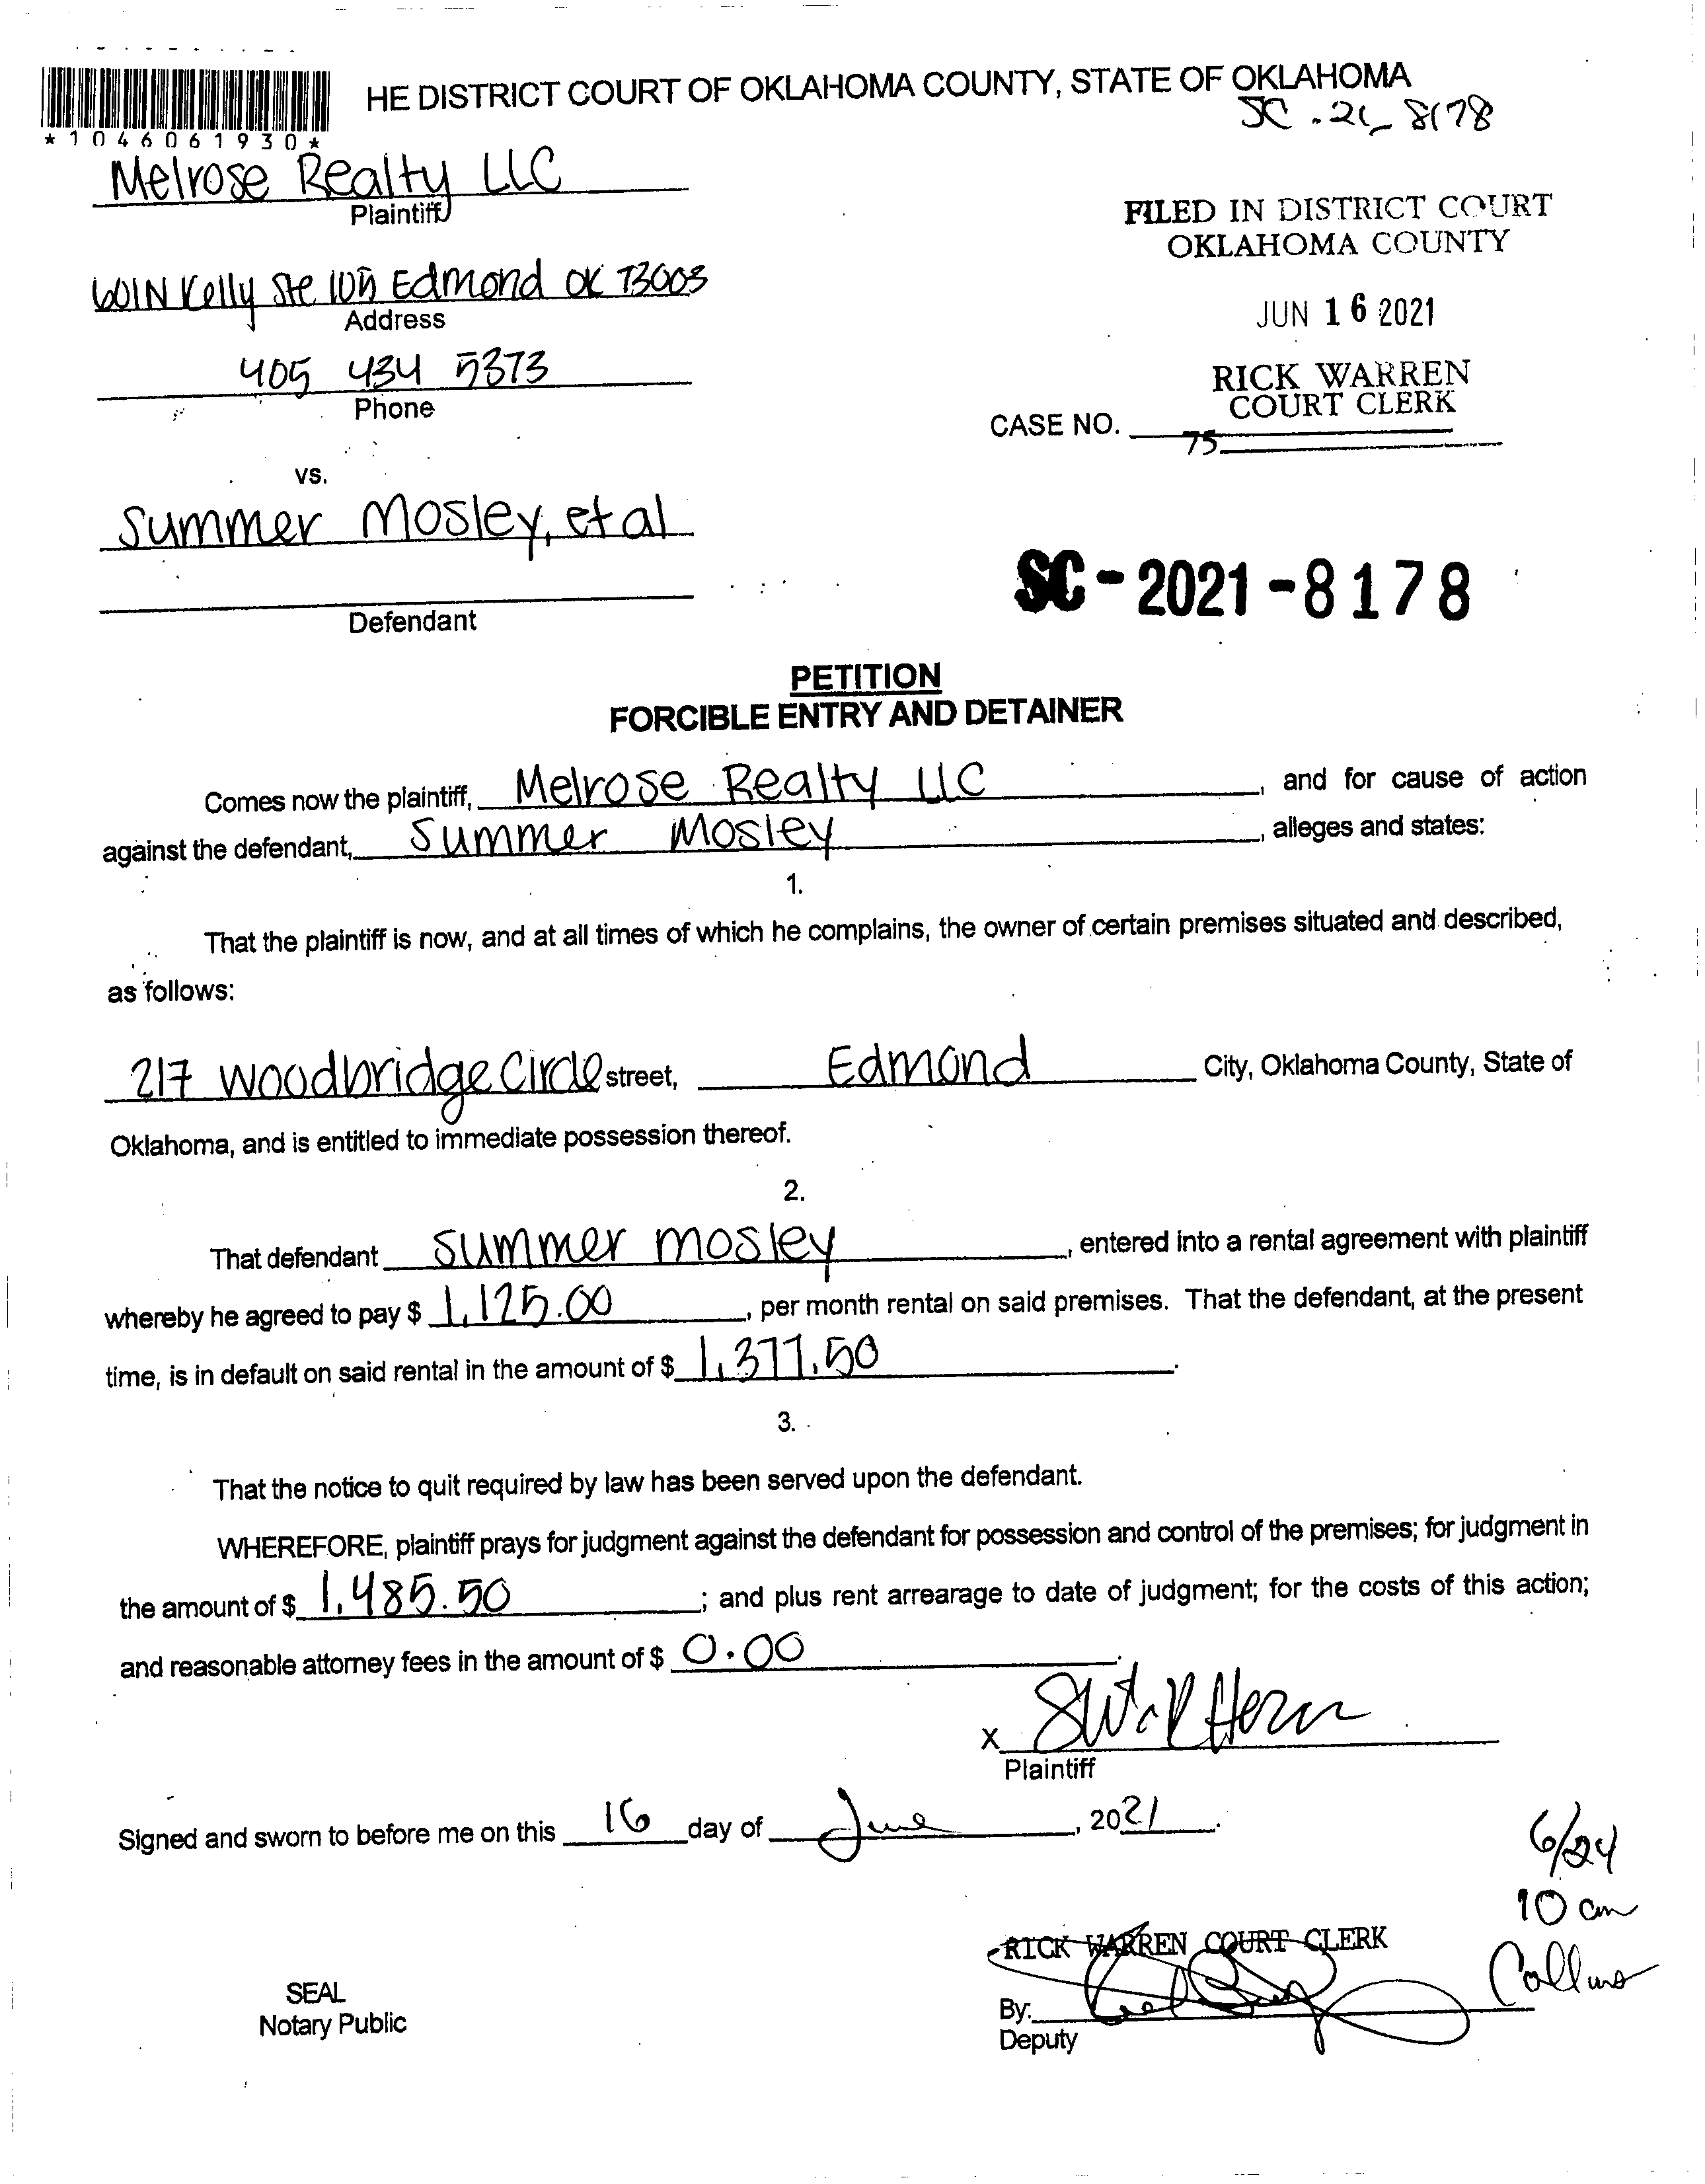 HE DISTRICT COURT OF OKLAHOMA COUNTY, STATE OF OKLAHOMA
*1046061930*
SC-21-8178
Melrose Realty LLC
Plaintiff
FILED IN DISTRICT COURT
OKLAHOMA COUNTY
Kelly Ste 105 Edmond OK 73003
Address
JUN 16 2021
405 434 5373
Phone
RICK WARREN
COURT CLERK
CASE NO.
75
vs.
Summer Mosley, et al
Defendant
SC-2021-8178
PETITION
FORCIBLE ENTRY AND DETAINER
Comes now the plaintiff, Melrose Realty LLC, and for cause of action
against the defendant, Summer Mosley, alleges and states:
1.
That the plaintiff is now, and at all times of which he complains, the owner of certain premises situated and described,
as follows:
217 Woodbridge Circle street, Edmond City, Oklahoma County, State of
Oklahoma, and is entitled to immediate possession thereof.
2.
That defendant Summer Mosley, entered into a rental agreement with plaintiff
whereby he agreed to pay $ 1,125.00, per month rental on said premises. That the defendant, at the present
time, is in default on said rental in the amount of $ 1,377.50.
3.
That the notice to quit required by law has been served upon the defendant.
WHEREFORE, plaintiff prays for judgment against the defendant for possession and control of the premises; for judgment in
the amount of $ 1,485.50; and plus rent arrearage to date of judgment; for the costs of this action;
and reasonable attorney fees in the amount of $ 0.00.
X
Plaintiff
Signed and sworn to before me on this 16 day of June, 2021.
6/24
10 am
Collins
RICK WARREN COURT CLERK
SEAL
Notary Public
By:
Deputy